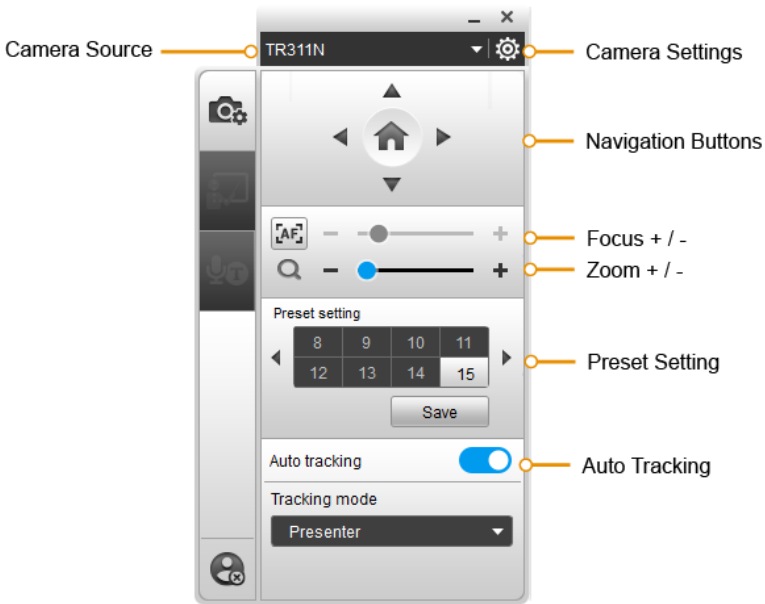 Camera Source
TR311N
Camera Settings
Navigation Buttons
[AF]
Focus + / -
Zoom + / -
Preset setting
8 9 10 11
12 13 14 15
Preset Setting
Save
Auto tracking
Auto Tracking
Tracking mode
Presenter
T